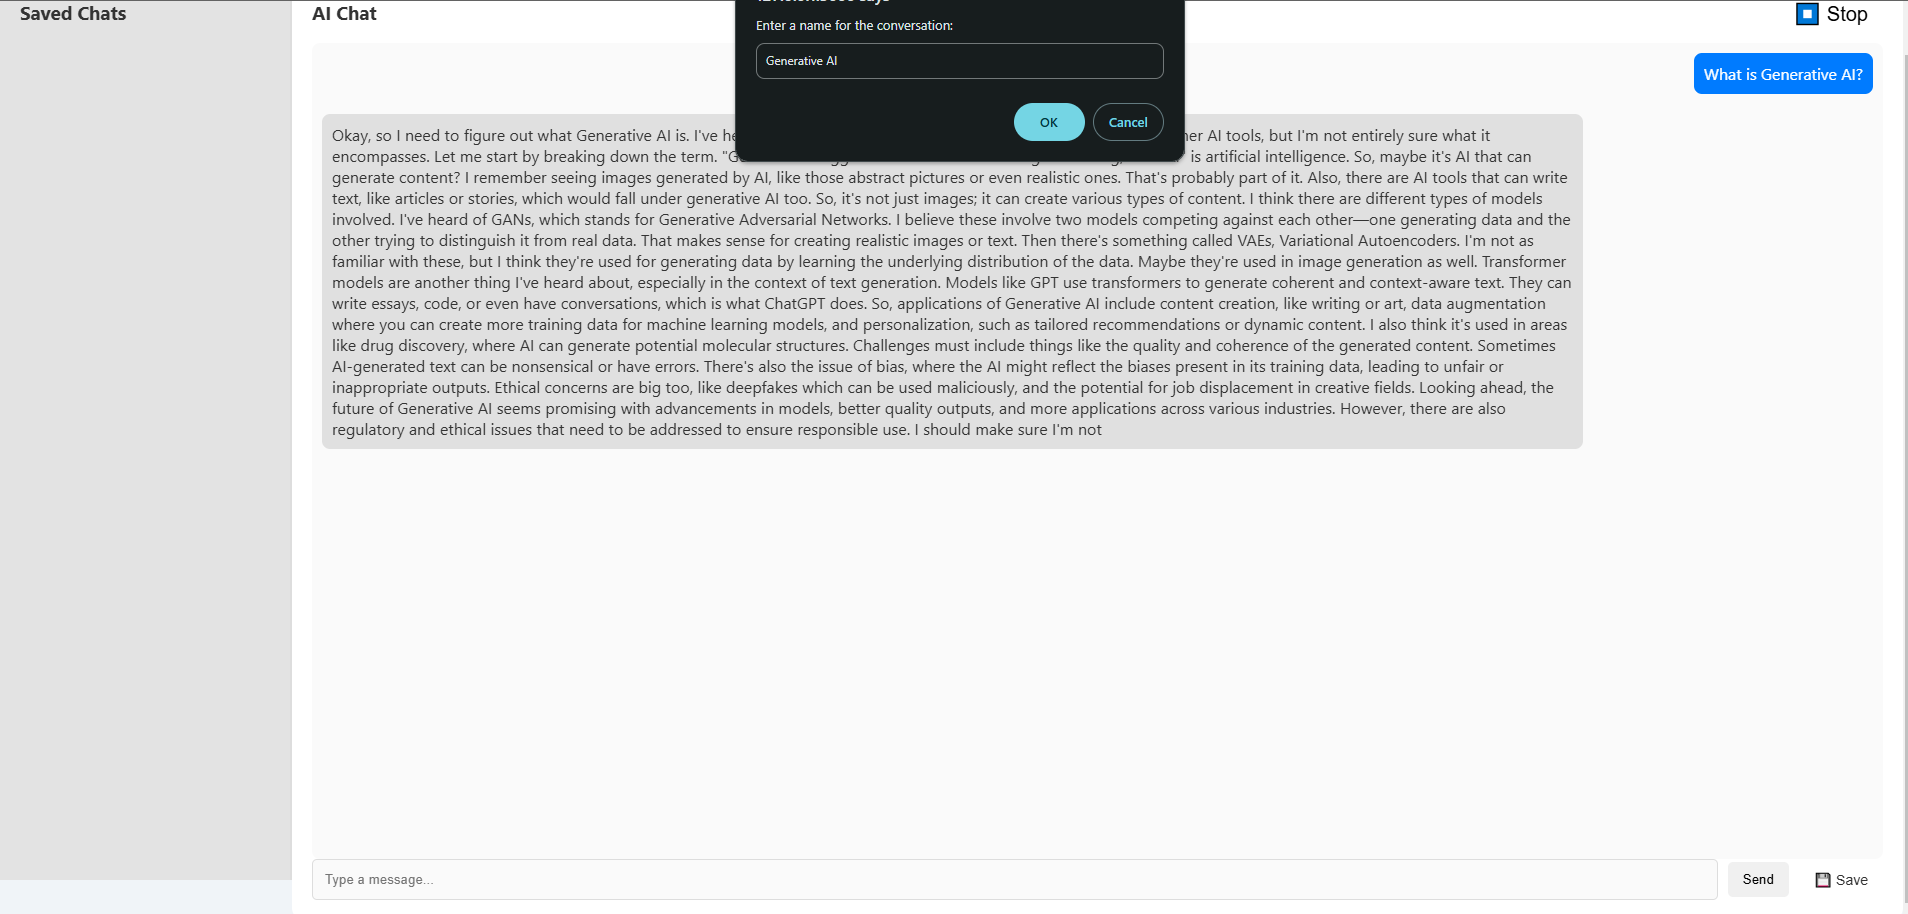 Saved Chats
AI Chat
Stop
Enter a name for the conversation:
Generative AI
OK
Cancel
What is Generative AI?
Okay, so I need to figure out what Generative AI is. I've AI tools, but I'm not entirely sure what it
encompasses. Let me start by breaking down the term. is artificial intelligence. So, maybe it's AI that can
generate content? I remember seeing images generated by AI, like those abstract pictures or even realistic ones. That's probably part of it. Also, there are AI tools that can write
text, like articles or stories, which would fall under generative AI too. So, it's not just images; it can create various types of content. I think there are different types of models
involved. I've heard of GANs, which stands for Generative Adversarial Networks. I believe these involve two models competing against each other—one generating data and the
other trying to distinguish it from real data. That makes sense for creating realistic images or text. Then there's something called VAEs, Variational Autoencoders. I'm not as
familiar with these, but I think they're used for generating data by learning the underlying distribution of the data. Maybe they're used in image generation as well. Transformer
models are another thing I've heard about, especially in the context of text generation. Models like GPT use transformers to generate coherent and context-aware text. They can
write essays, code, or even have conversations, which is what ChatGPT does. So, applications of Generative AI include content creation, like writing or art, data augmentation
where you can create more training data for machine learning models, and personalization, such as tailored recommendations or dynamic content. I also think it's used in areas
like drug discovery, where AI can generate potential molecular structures. Challenges must include things like the quality and coherence of the generated content. Sometimes
AI-generated text can be nonsensical or have errors. There's also the issue of bias, where the AI might reflect the biases present in its training data, leading to unfair or
inappropriate outputs. Ethical concerns are big too, like deepfakes which can be used maliciously, and the potential for job displacement in creative fields. Looking ahead, the
future of Generative AI seems promising with advancements in models, better quality outputs, and more applications across various industries. However, there are also
regulatory and ethical issues that need to be addressed to ensure responsible use. I should make sure I'm not
Type a message...
Send
Save